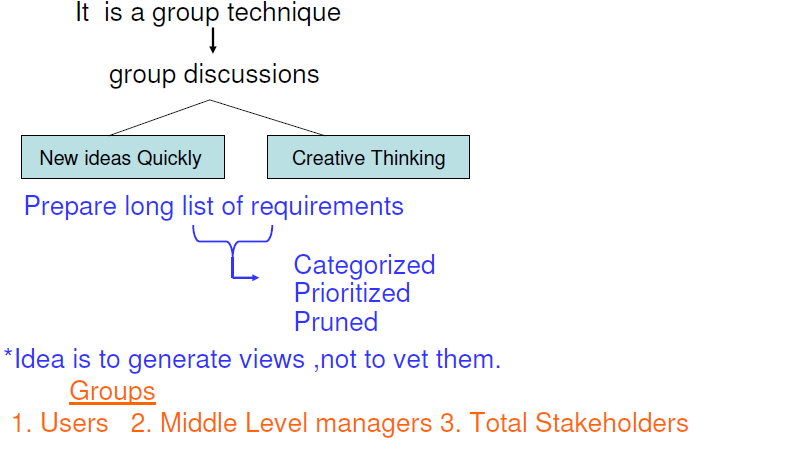 It is a group technique
group discussions
New ideas Quickly
Creative Thinking
Prepare long list of requirements
Categorized
Prioritized
Pruned
*Idea is to generate views ,not to vet them.
Groups
1. Users 2. Middle Level managers 3. Total Stakeholders